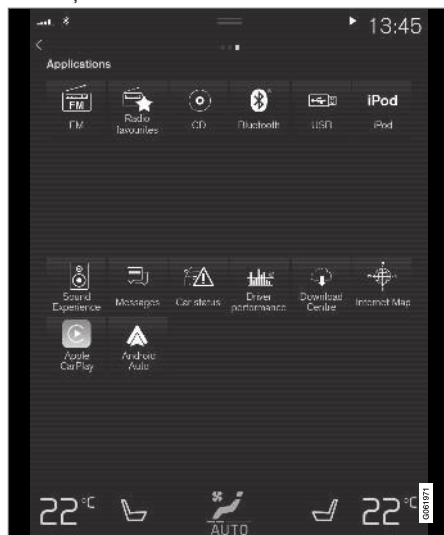 13:45
Applications
FM
iPod
FM
Radio
favourites
CD
Bluetooth
USB
iPod
Sound
Experience
Messages
Car status
Driver
performance
Download
Centre
Internet Map
Apple
CarPlay
Android
Auto
22°C
AUTO
22°C
G061971